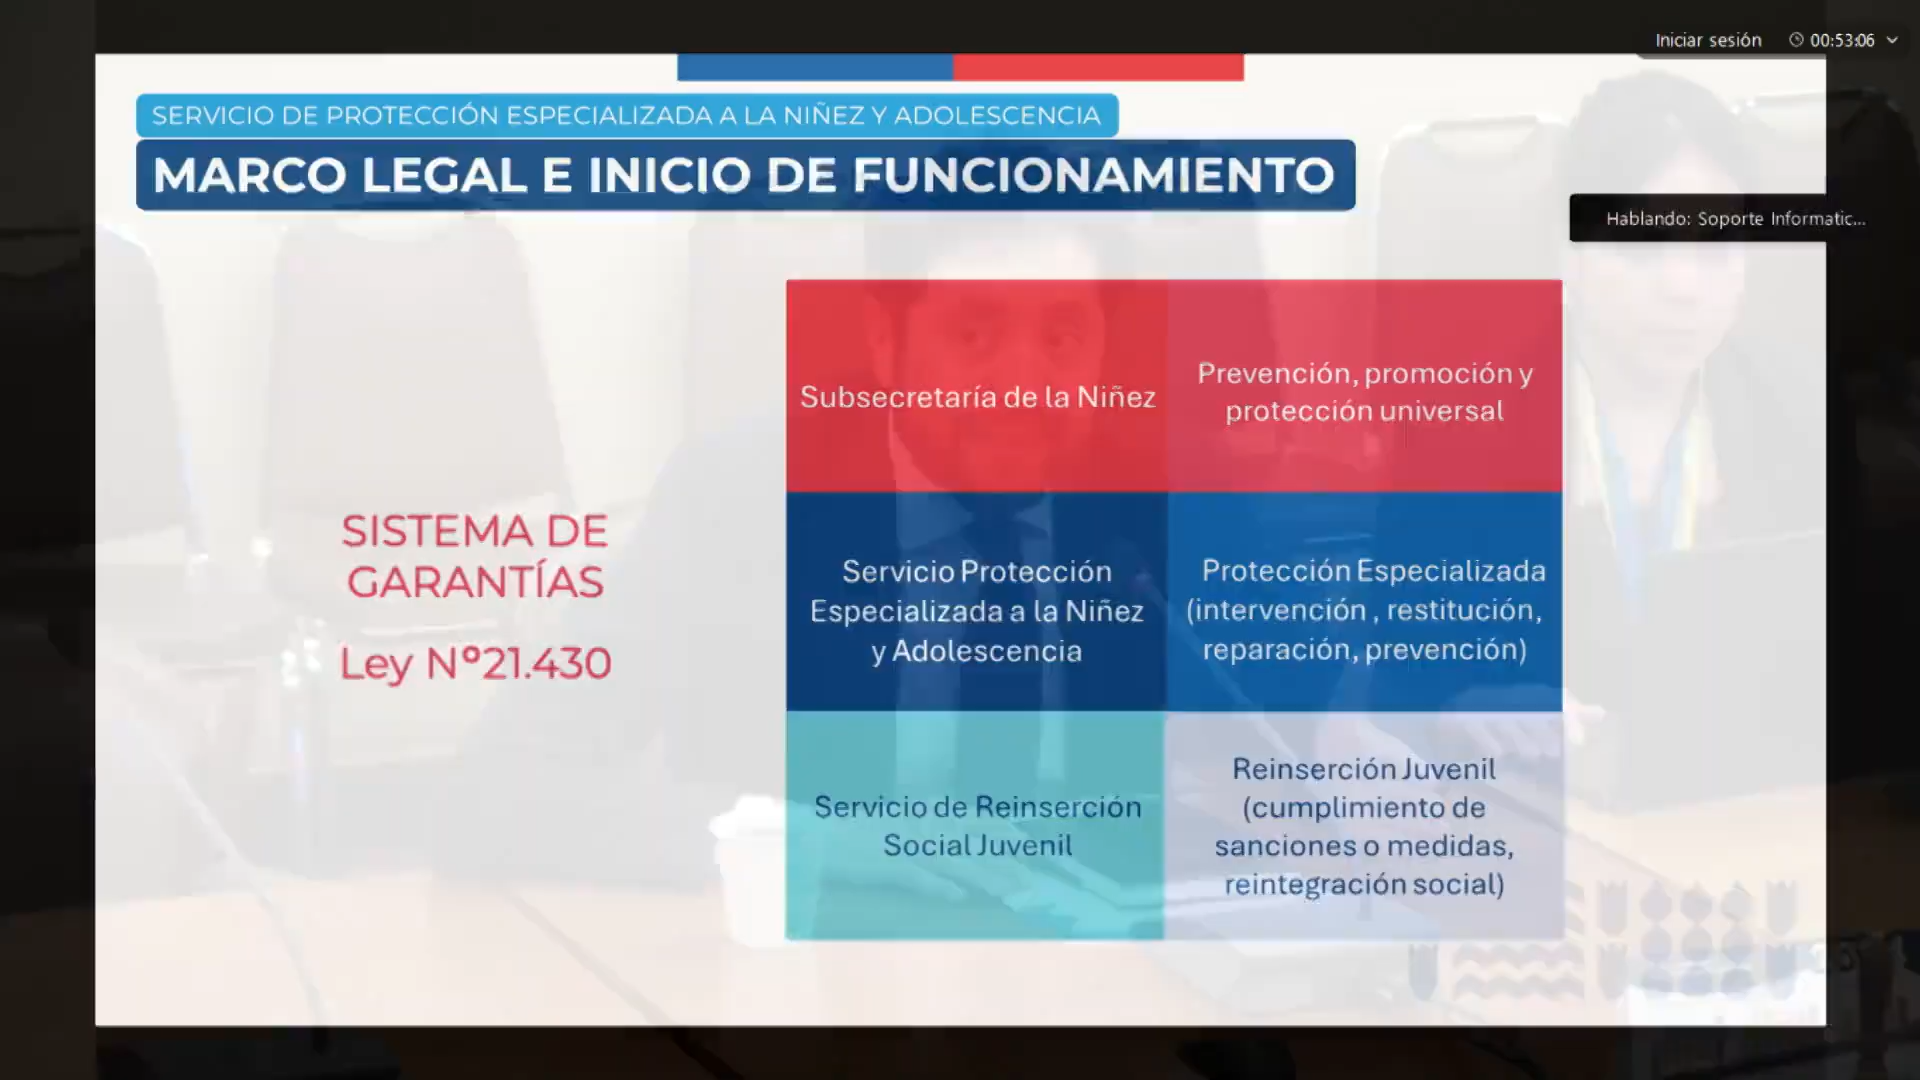 Iniciar sesión 00:53:06
SERVICIO DE PROTECCIÓN ESPECIALIZADA A LA NIÑEZ Y ADOLESCENCIA
MARCO LEGAL E INICIO DE FUNCIONAMIENTO
Hablando: Soporte Informatic...
SISTEMA DE
GARANTÍAS
Ley Nº21.430
Subsecretaría de la Niñez
Prevención, promoción y
protección universal
Servicio Protección
Especializada a la Niñez
y Adolescencia
Protección Especializada
(intervención , restitución,
reparación, prevención)
Servicio de Reinserción
Social Juvenil
Reinserción Juvenil
(cumplimiento de
sanciones o medidas,
reintegración social)